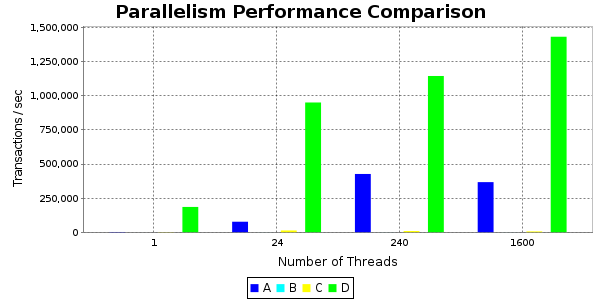 Parallelism Performance Comparison
1,500,000
1,250,000
1,000,000
750,000
500,000
250,000
0
Transactions / sec
1 24 240 1600
Number of Threads
A B C D